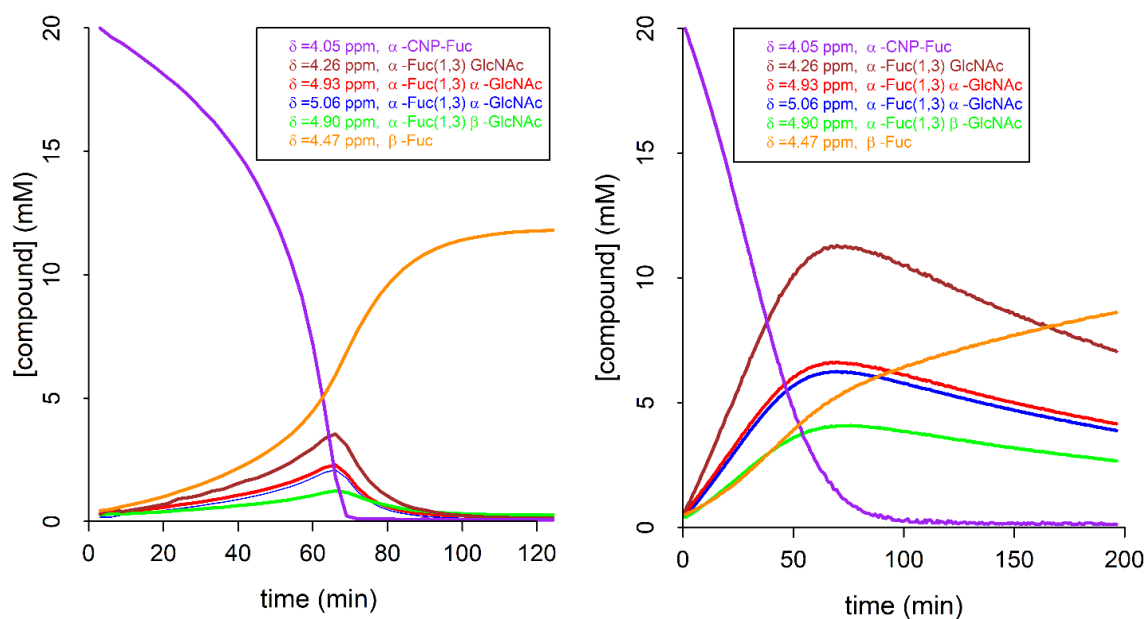 20
15
10
5
0
[compound] (mM)
δ =4.05 ppm, α -CNP-Fuc
δ =4.26 ppm, α -Fuc(1,3) GlcNAc
δ =4.93 ppm, α -Fuc(1,3) α -GlcNAc
δ =5.06 ppm, α -Fuc(1,3) α -GlcNAc
δ =4.90 ppm, α -Fuc(1,3) β -GlcNAc
δ =4.47 ppm, β -Fuc
0 20 40 60 80 100 120
time (min)
20
15
10
5
0
[compound] (mM)
δ =4.05 ppm, α -CNP-Fuc
δ =4.26 ppm, α -Fuc(1,3) GlcNAc
δ =4.93 ppm, α -Fuc(1,3) α -GlcNAc
δ =5.06 ppm, α -Fuc(1,3) α -GlcNAc
δ =4.90 ppm, α -Fuc(1,3) β -GlcNAc
δ =4.47 ppm, β -Fuc
0 50 100 150 200
time (min)